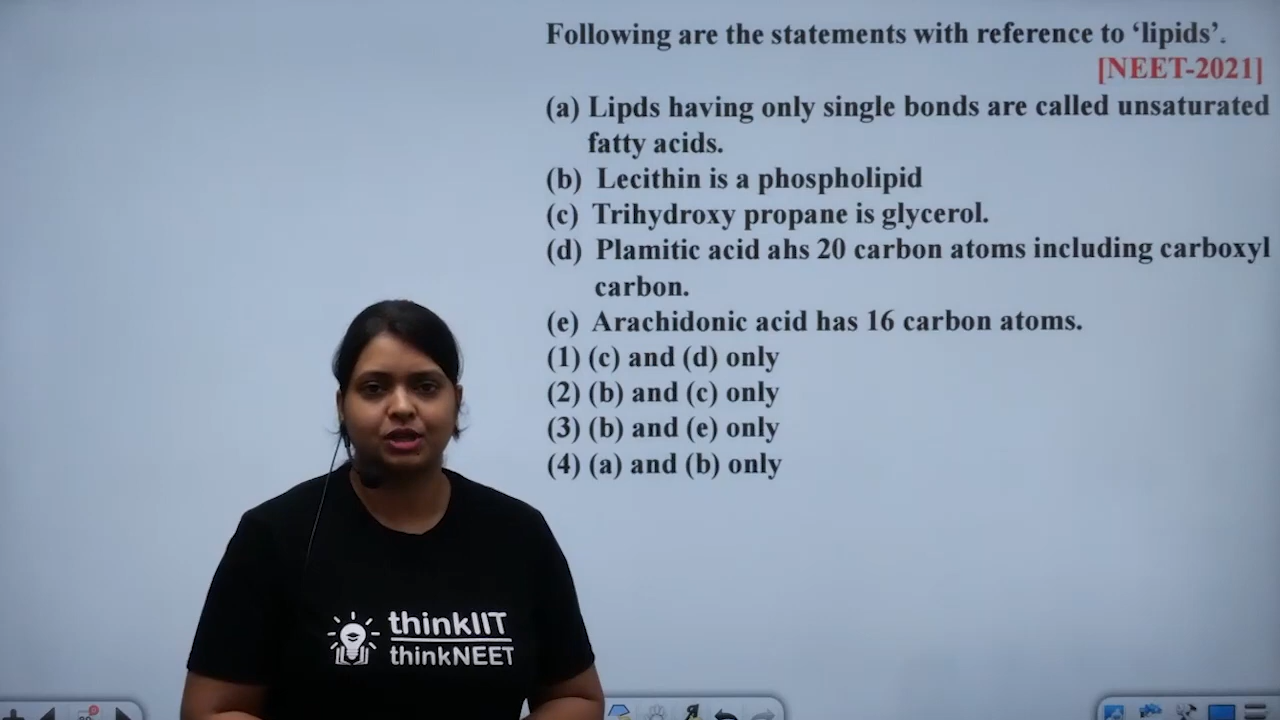 Following are the statements with reference to ‘lipids’.
[NEET-2021]
(a) Lipds having only single bonds are called unsaturated
fatty acids.
(b) Lecithin is a phospholipid
(c) Trihydroxy propane is glycerol.
(d) Plamitic acid ahs 20 carbon atoms including carboxyl
carbon.
(e) Arachidonic acid has 16 carbon atoms.
(1) (c) and (d) only
(2) (b) and (c) only
(3) (b) and (e) only
(4) (a) and (b) only
thinkIIT
thinkNEET